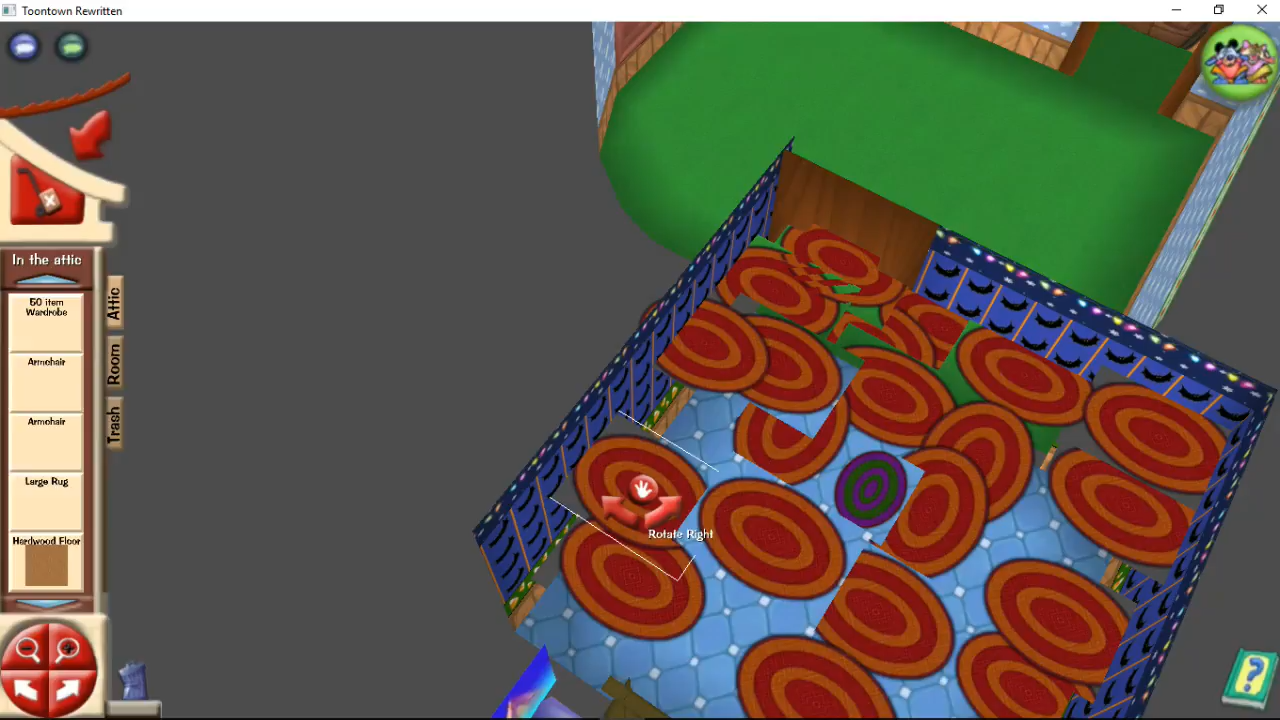 Toontown Rewritten
In the attic
50 item
Wardrobe
Armchair
Armchair
Large Rug
Hardwood Floor
Attic
Room
Trash
Rotate Right
?